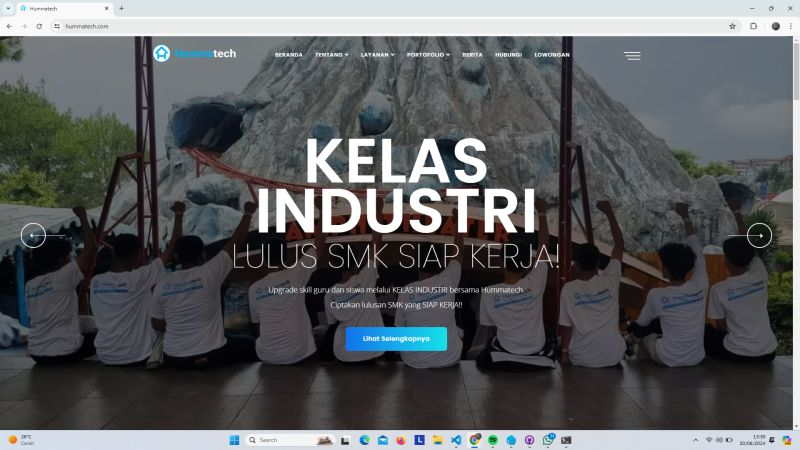 Hummatech
hummatech.com
Hummatech
BERANDA
TENTANG
LAYANAN
PORTOFOLIO
BERITA
HUBUNGI
LOWONGAN
KELAS
INDUSTRI
LULUS SMK SIAP KERJA!
Upgrade skill guru dan siswa melalui KELAS INDUSTRI bersama Hummatech.
Ciptakan lulusan SMK yang SIAP KERJA!!
Lihat Selengkapnya
26°C
Cerah
Search
13:30
20/06/2024